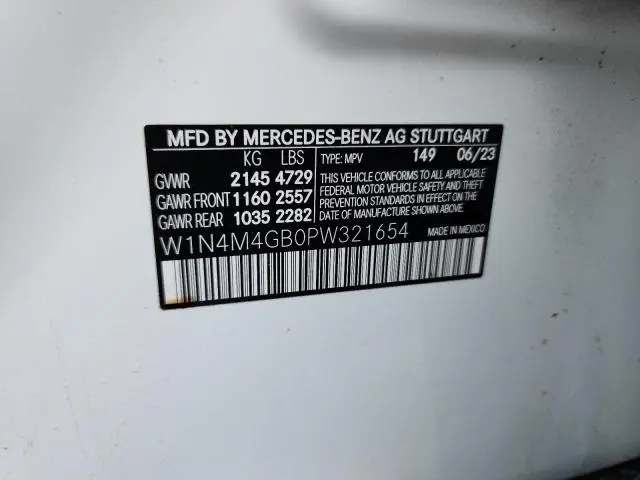 MFD BY MERCEDES-BENZ AG STUTTGART
KG LBS TYPE: MPV 149 06/23
GVWR 2145 4729
GAWR FRONT 1160 2557
GAWR REAR 1035 2282
THIS VEHICLE CONFORMS TO ALL APPLICABLE
FEDERAL MOTOR VEHICLE SAFETY AND THEFT
PREVENTION STANDARDS IN EFFECT ON THE
DATE OF MANUFACTURE SHOWN ABOVE.
W1N4M4GB0PW321654 MADE IN MEXICO